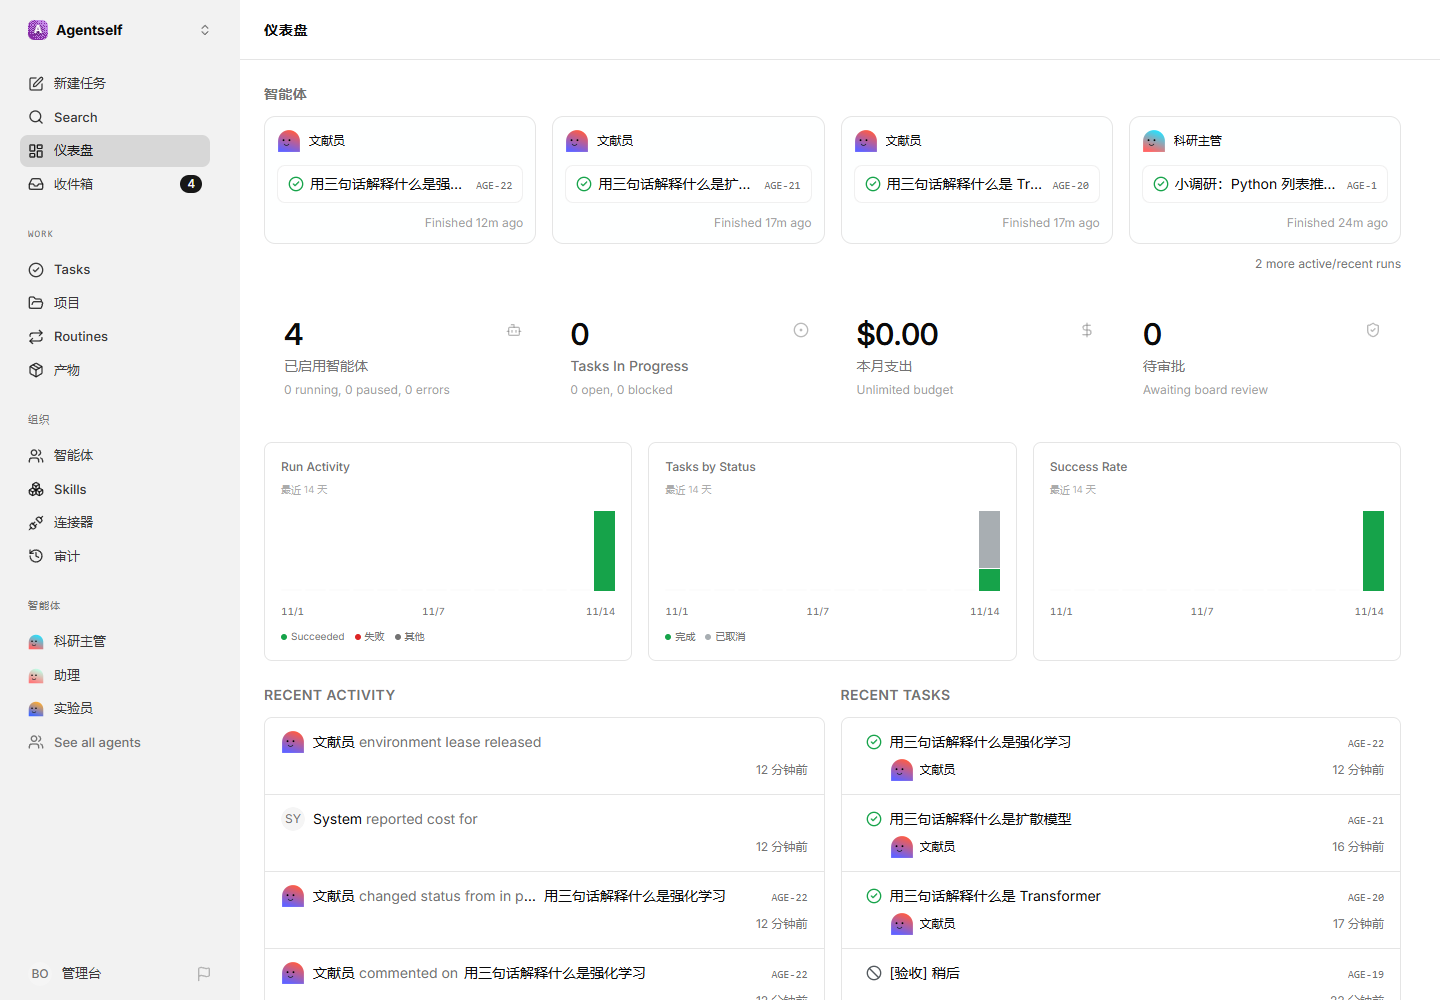 Agentself
新建任务
Search
仪表盘
收件箱 4
WORK
Tasks
项目
Routines
产物
组织
智能体
Skills
连接器
审计
智能体
科研主管
助理
实验员
See all agents
BO 管理台
仪表盘
智能体
文献员
用三句话解释什么是强... AGE-22
Finished 12m ago
文献员
用三句话解释什么是扩... AGE-21
Finished 17m ago
文献员
用三句话解释什么是 Tr... AGE-20
Finished 17m ago
科研主管
小调研：Python 列表推... AGE-1
Finished 24m ago
2 more active/recent runs
4
已启用智能体
0 running, 0 paused, 0 errors
0
Tasks In Progress
0 open, 0 blocked
$0.00
本月支出
Unlimited budget
0
待审批
Awaiting board review
Run Activity
最近 14 天
11/1 11/7 11/14
Succeeded 失败 其他
Tasks by Status
最近 14 天
11/1 11/7 11/14
完成 已取消
Success Rate
最近 14 天
11/1 11/7 11/14
RECENT ACTIVITY
文献员 environment lease released
12 分钟前
SY System reported cost for
12 分钟前
文献员 changed status from in p... 用三句话解释什么是强化学习 AGE-22
12 分钟前
文献员 commented on 用三句话解释什么是强化学习 AGE-22
12 分钟前
RECENT TASKS
用三句话解释什么是强化学习 AGE-22
文献员 12 分钟前
用三句话解释什么是扩散模型 AGE-21
文献员 16 分钟前
用三句话解释什么是 Transformer AGE-20
文献员 17 分钟前
[验收] 稍后 AGE-19